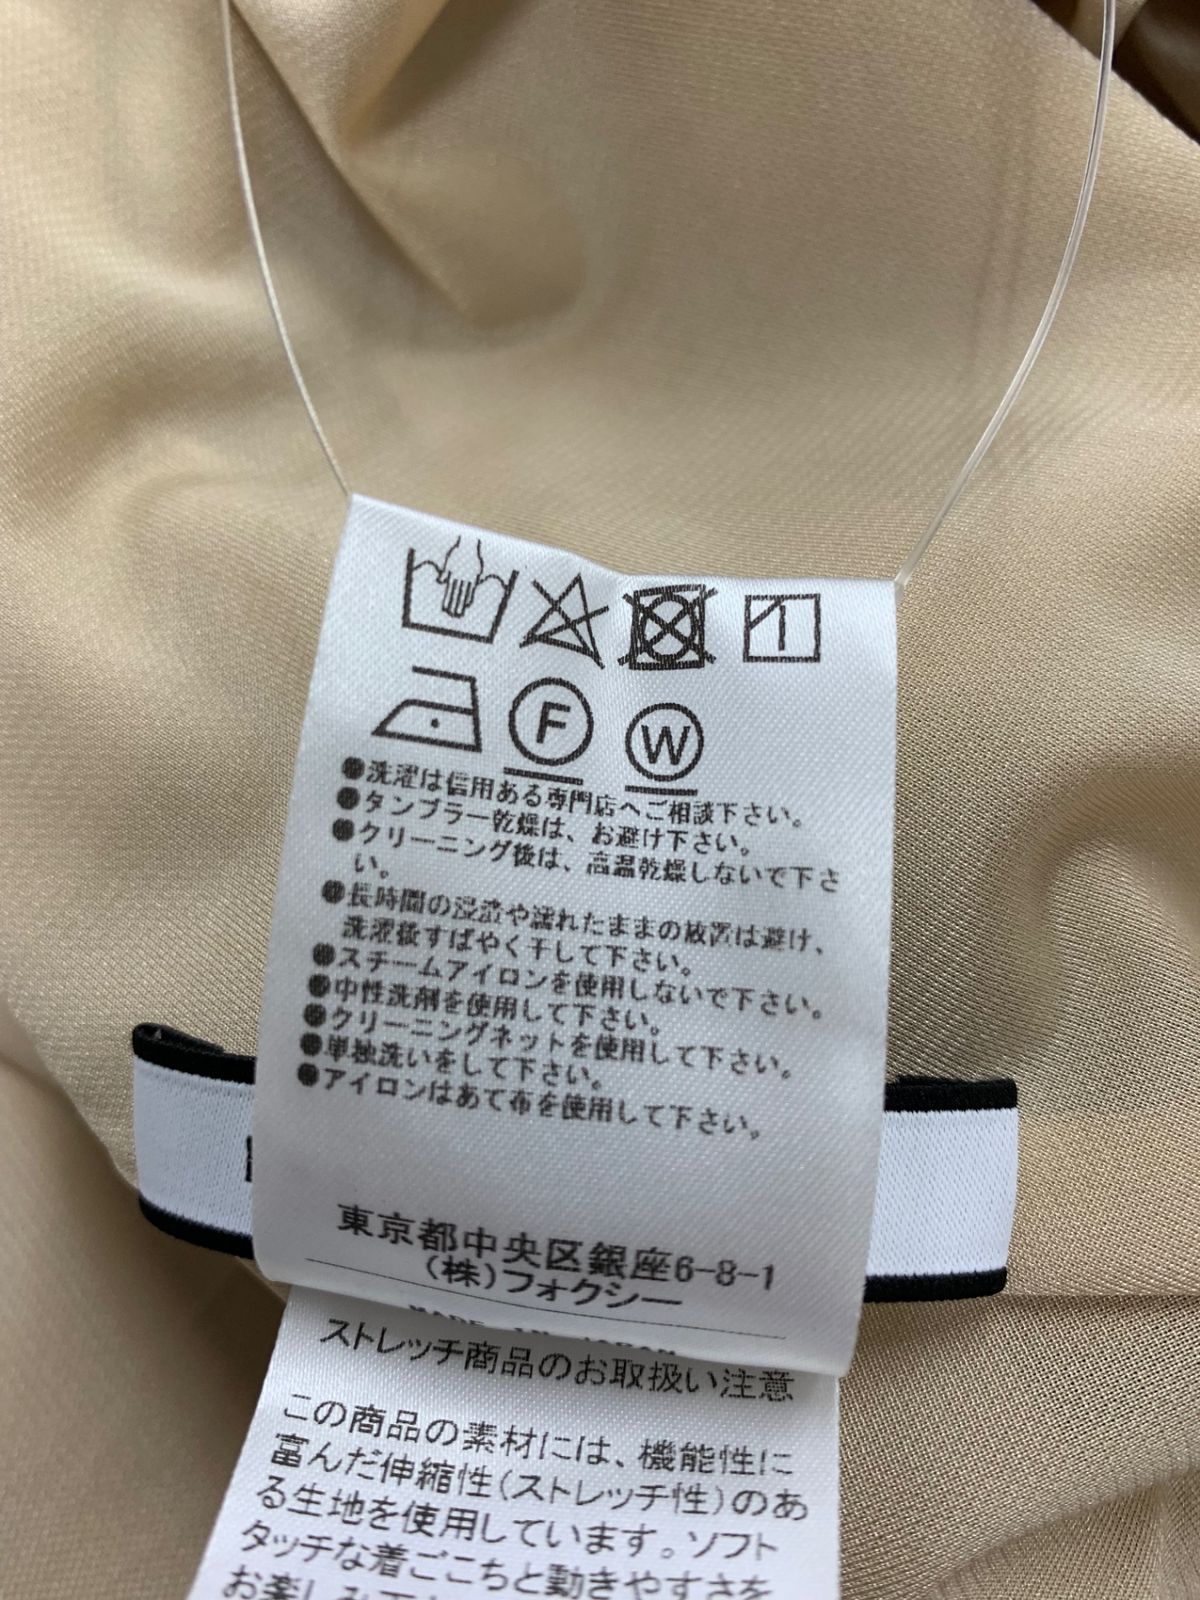 F W
●洗濯は信用ある専門店へご相談下さい。
●タンブラー乾燥は、お避け下さい。
●クリーニング後は、高温乾燥しないで下さ
い。
●長時間の浸漬や濡れたままの放置は避け、
洗濯後すばやく干して下さい。
●スチームアイロンを使用しないで下さい。
●中性洗剤を使用して下さい。
●クリーニングネットを使用して下さい。
●単独洗いをして下さい。
●アイロンはあて布を使用して下さい。
東京都中央区銀座6-8-1
(株)フォクシー
ストレッチ商品のお取扱い注意
この商品の素材には、機能性に
富んだ伸縮性(ストレッチ性)のあ
る生地を使用しています。ソフト
タッチな着ごこちと動きやすさを